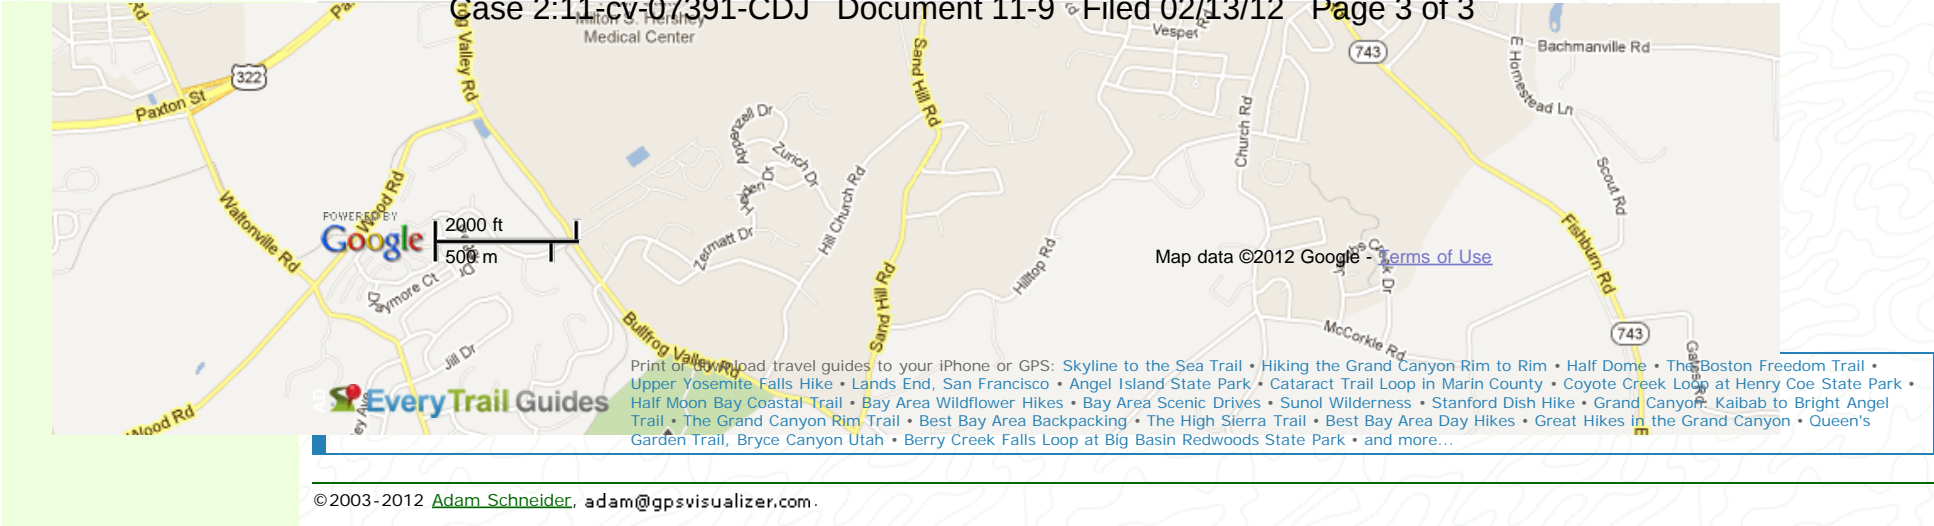 Case 2:11-cv-07391-CDJ Document 11-9 Filed 02/13/12 Page 3 of 3
Milton S. Hershey
Medical Center
Vesper
Bachmanville Rd
743
322
Paxton St
Valley Rd
Sand Hill Rd
E Homestead Ln
Appenzell Dr
Zurich Dr
Church Rd
Scout Rd
Wood Rd
Waltonville Rd
Hill Church Rd
Zermatt Dr
Hilltop Rd
Fishburn Rd
POWERED BY
Google
2000 ft
500 m
Map data ©2012 Google - Terms of Use
Sand Hill Rd
Bullfrog Valley Rd
McCorkle Rd
743
Jill Dr
Wood Rd
EveryTrail Guides
Print or download travel guides to your iPhone or GPS: Skyline to the Sea Trail • Hiking the Grand Canyon Rim to Rim • Half Dome • The Boston Freedom Trail •
Upper Yosemite Falls Hike • Lands End, San Francisco • Angel Island State Park • Cataract Trail Loop in Marin County • Coyote Creek Loop at Henry Coe State Park •
Half Moon Bay Coastal Trail • Bay Area Wildflower Hikes • Bay Area Scenic Drives • Sunol Wilderness • Stanford Dish Hike • Grand Canyon: Kaibab to Bright Angel
Trail • The Grand Canyon Rim Trail • Best Bay Area Backpacking • The High Sierra Trail • Best Bay Area Day Hikes • Great Hikes in the Grand Canyon • Queen's
Garden Trail, Bryce Canyon Utah • Berry Creek Falls Loop at Big Basin Redwoods State Park • and more...
©2003-2012 Adam Schneider, adam@gpsvisualizer.com.